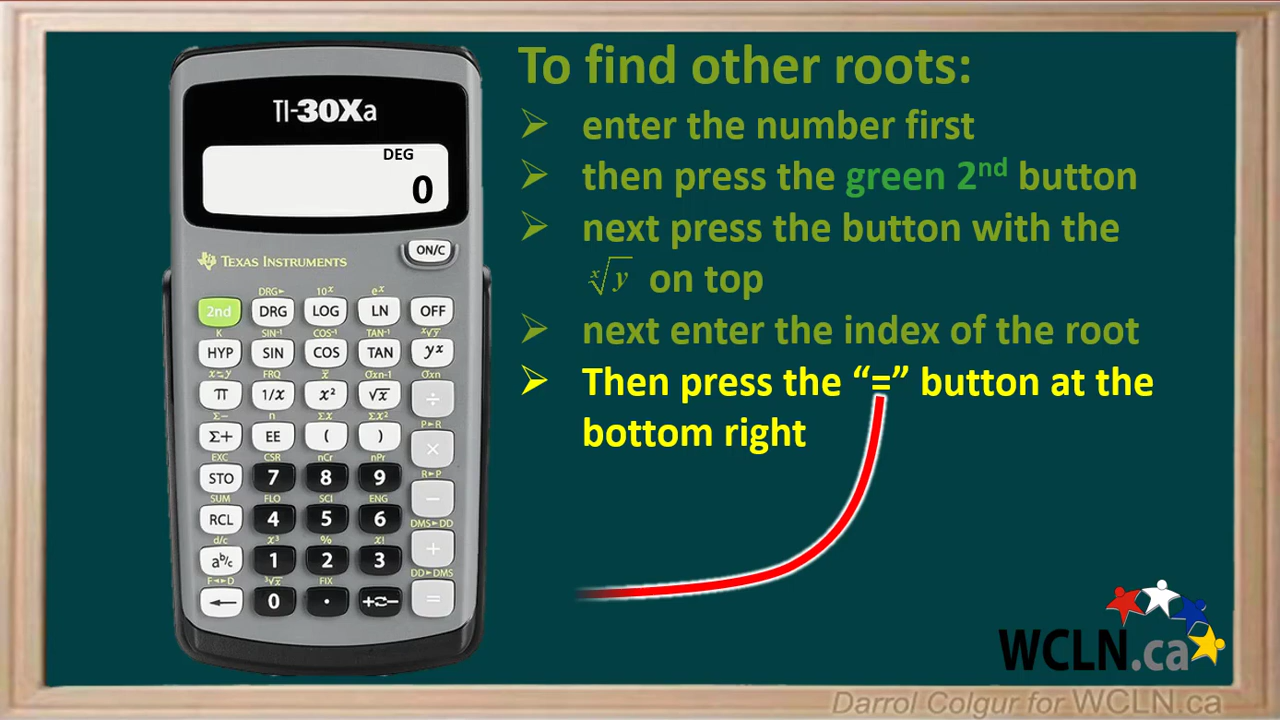 To find other roots:
➢ enter the number first
➢ then press the green 2nd button
➢ next press the button with the
ˣ√y on top
➢ next enter the index of the root
➢ Then press the “=” button at the
bottom right
TI-30Xa
DEG
0
ON/C
TEXAS INSTRUMENTS
DRG► 10ˣ eˣ
2nd DRG LOG LN OFF
K SIN⁻¹ COS⁻¹ TAN⁻¹ ˣ√y
HYP SIN COS TAN yˣ
x⇆y FRQ x̄ σxn-1 σxn
π 1/x x² √x ÷
Σ− n Σx Σx² P►R
Σ+ EE ( ) ×
EXC CSR nCr nPr R►P
STO 7 8 9 −
SUM FLO SCI ENG DMS►DD
RCL 4 5 6 +
d/c x³ % x! DD►DMS
a b/c 1 2 3 =
F◄►D ³√x FIX
← 0 . +⇆−
WCLN.ca
Darrol Colgur for WCLN.ca